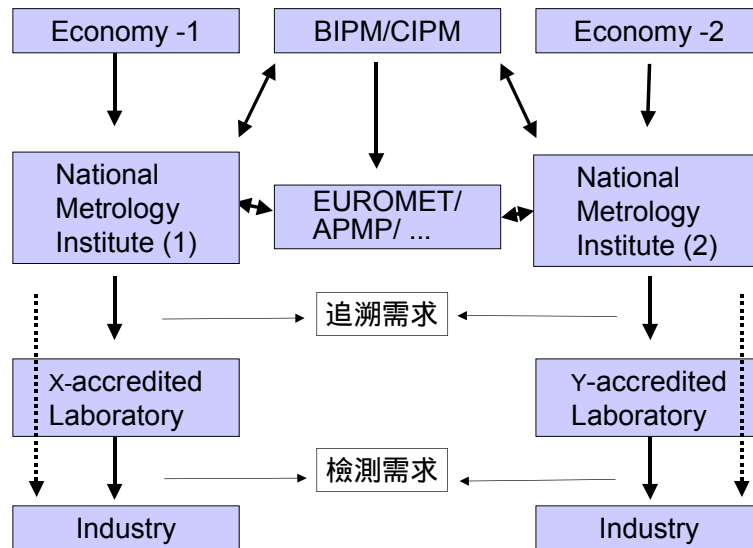 Economy -1
BIPM/CIPM
Economy -2
National
Metrology
Institute (1)
EUROMET/
APMP/ ...
National
Metrology
Institute (2)
追溯需求
X-accredited
Laboratory
Y-accredited
Laboratory
檢測需求
Industry
Industry